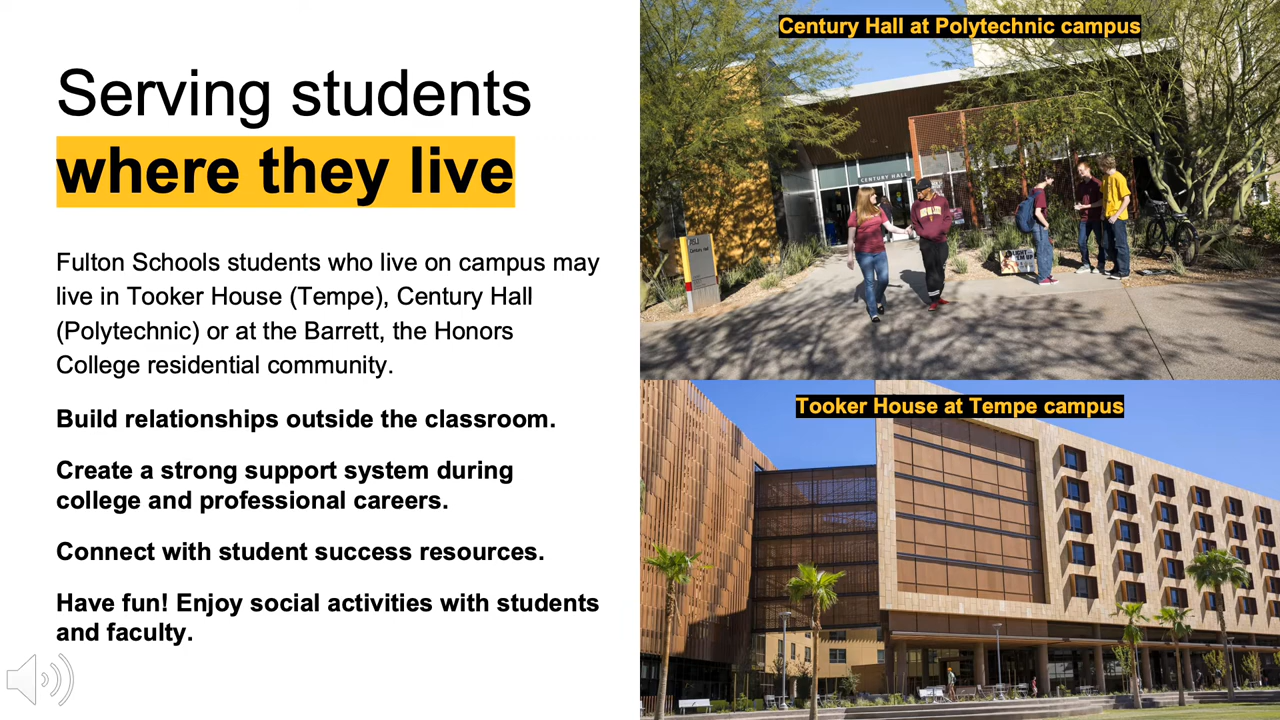 Serving students
where they live
Fulton Schools students who live on campus may
live in Tooker House (Tempe), Century Hall
(Polytechnic) or at the Barrett, the Honors
College residential community.
Build relationships outside the classroom.
Create a strong support system during
college and professional careers.
Connect with student success resources.
Have fun! Enjoy social activities with students
and faculty.
Century Hall at Polytechnic campus
CENTURY HALL
ASU
Century Hall
Tooker House at Tempe campus